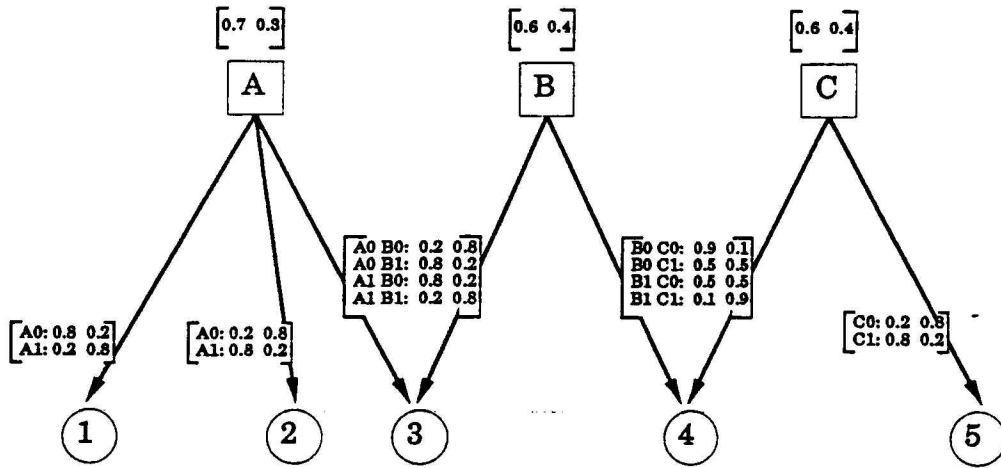 0.7 0.3
0.6 0.4
0.6 0.4
A
B
C
A0 B0: 0.2 0.8
A0 B1: 0.8 0.2
A1 B0: 0.8 0.2
A1 B1: 0.2 0.8
B0 C0: 0.9 0.1
B0 C1: 0.5 0.5
B1 C0: 0.5 0.5
B1 C1: 0.1 0.9
A0: 0.8 0.2
A1: 0.2 0.8
A0: 0.2 0.8
A1: 0.8 0.2
C0: 0.2 0.8
C1: 0.8 0.2
1
2
3
4
5